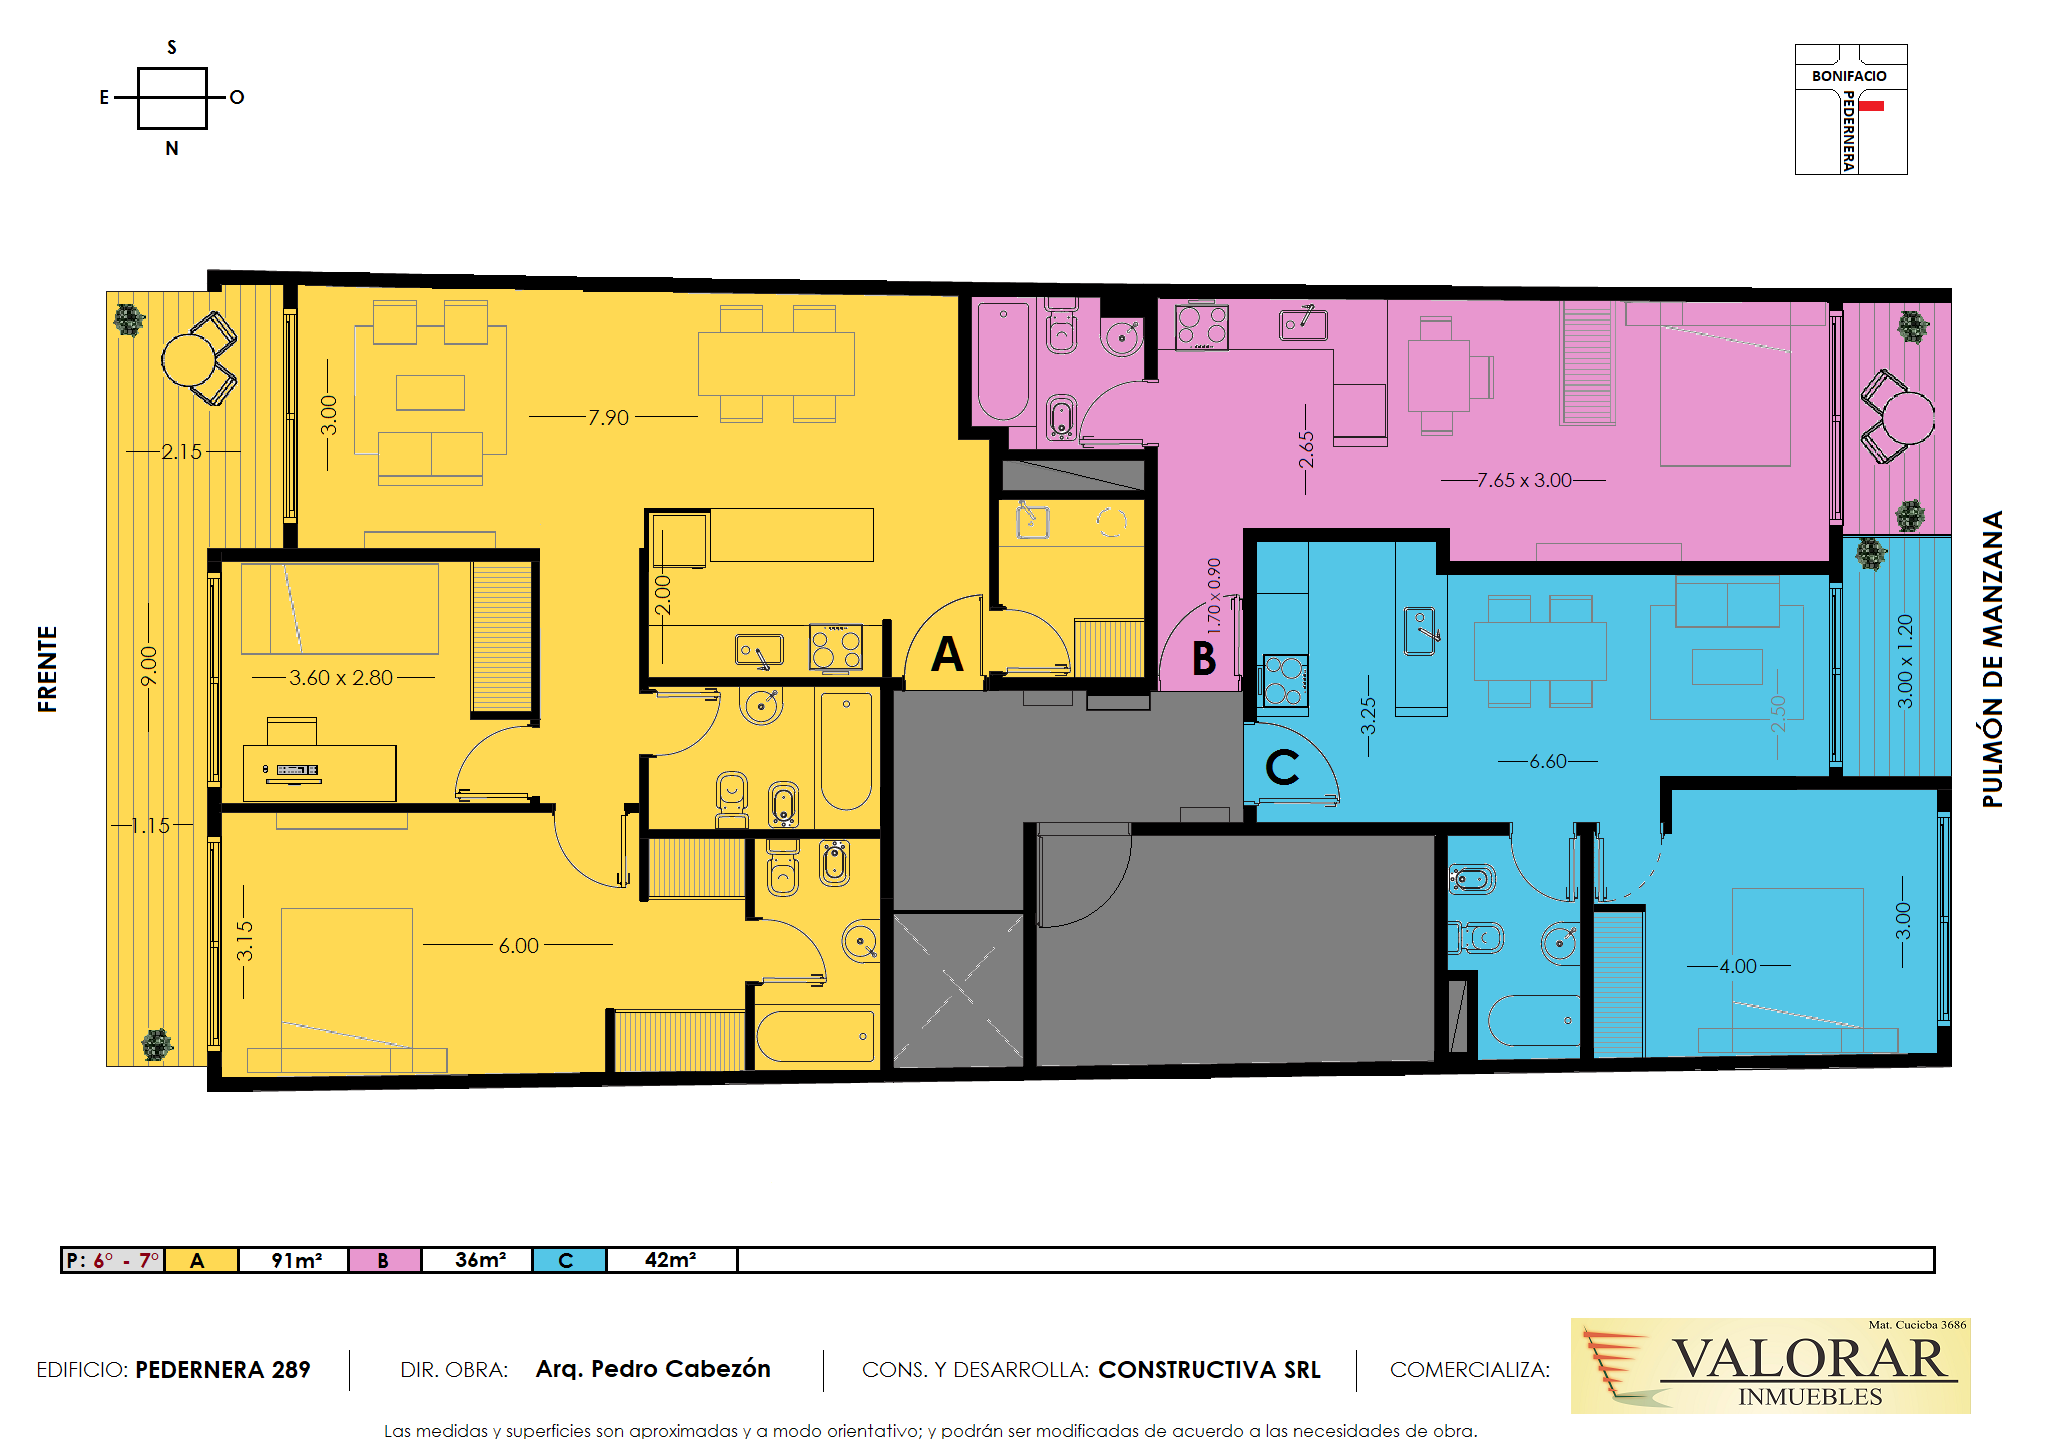 S
E O
N
BONIFACIO
PEDERNERA
FRENTE
PULMÓN DE MANZANA
3.00
7.90
2.15
2.65
7.65 x 3.00
2.00
1.70 x 0.90
A
B
C
9.00
3.60 x 2.80
3.25
2.50
3.00 x 1.20
6.60
1.15
3.15
6.00
4.00
3.00
P: 6° - 7° A 91m² B 36m² C 42m²
EDIFICIO: PEDERNERA 289 DIR. OBRA: Arq. Pedro Cabezón CONS. Y DESARROLLA: CONSTRUCTIVA SRL COMERCIALIZA:
Mat. Cucicba 3686
VALORAR
INMUEBLES
Las medidas y superficies son aproximadas y a modo orientativo; y podrán ser modificadas de acuerdo a las necesidades de obra.